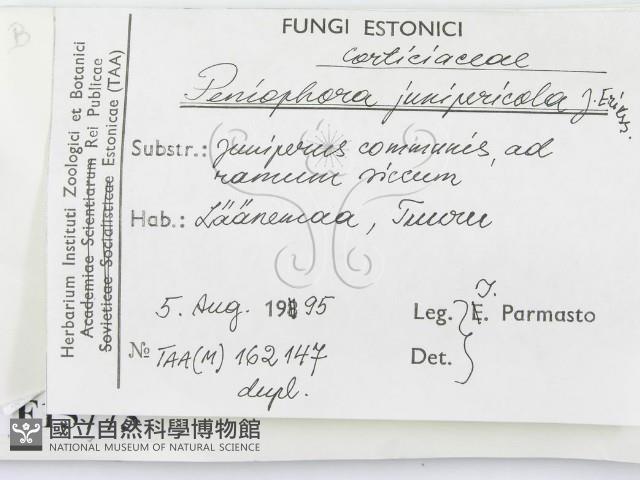 B
FUNGI ESTONICI
Corticiaceae
Peniophora junipericola J. Erikss.
Substr.: Juniperus communis, ad
ramum siccum
Hab.: Läänemaa,
5. Aug. 1995
Leg. I. Parmasto
Det.
№ TAA(M) 162147
dupl.
Herbarium Instituti Zoologici et Botanici
Academiae Scientiarum Rei Publicae
Sovieticae Socialisticae Estonicae (TAA)
國立自然科學博物館
NATIONAL MUSEUM OF NATURAL SCIENCE